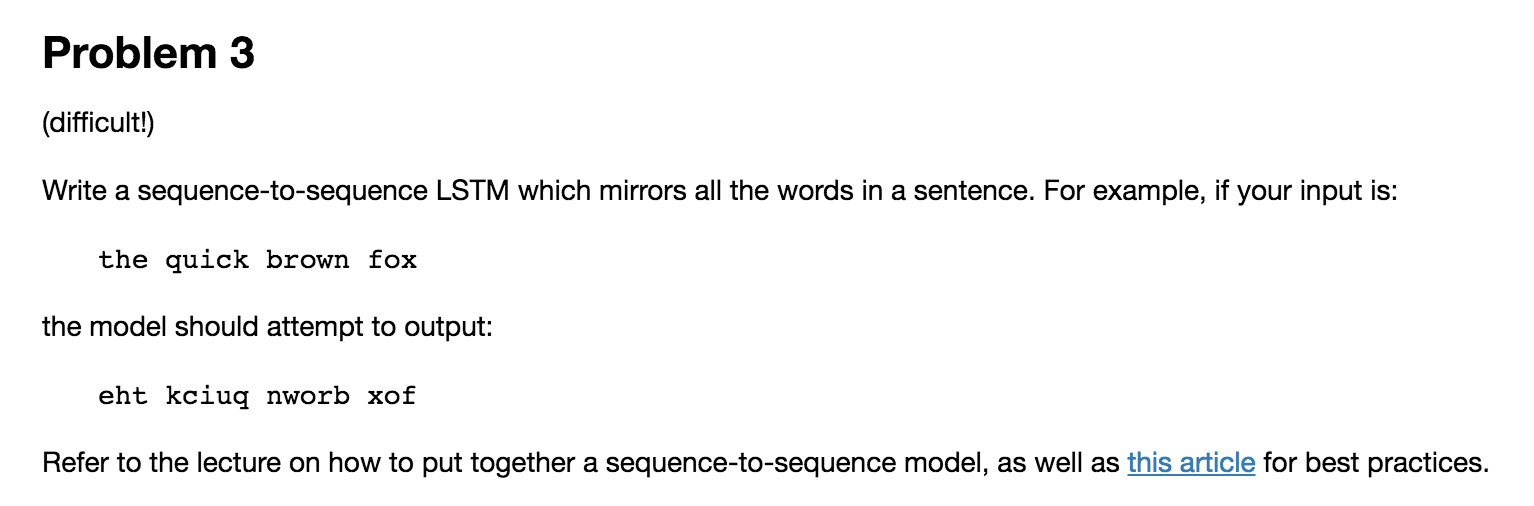 Problem 3
(difficult!)
Write a sequence-to-sequence LSTM which mirrors all the words in a sentence. For example, if your input is:
the quick brown fox
the model should attempt to output:
eht kciuq nworb xof
Refer to the lecture on how to put together a sequence-to-sequence model, as well as this article for best practices.